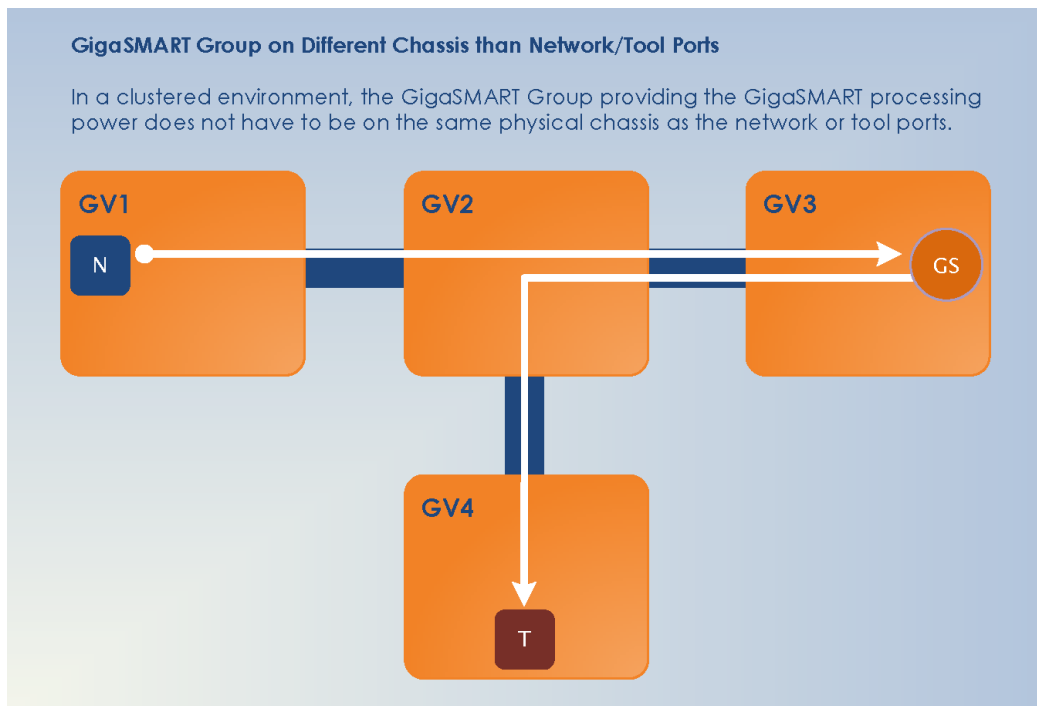 GigaSMART Group on Different Chassis than Network/Tool Ports
In a clustered environment, the GigaSMART Group providing the GigaSMART processing
power does not have to be on the same physical chassis as the network or tool ports.
GV1
GV2
GV3
N
GS
GV4
T